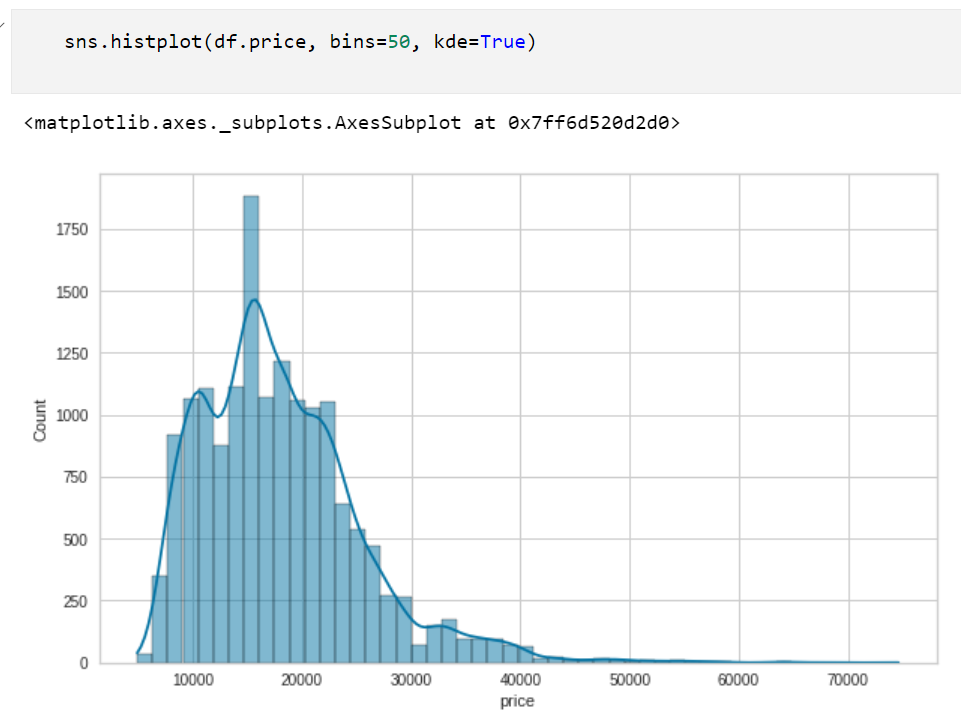 sns.histplot(df.price, bins=50, kde=True)
<matplotlib.axes._subplots.AxesSubplot at 0x7ff6d520d2d0>
1750
1500
1250
1000
750
500
250
0
Count
10000 20000 30000 40000 50000 60000 70000
price